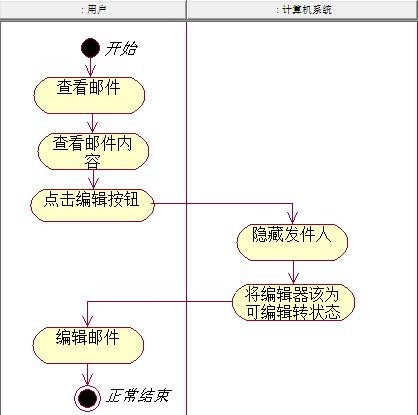 ：用户
：计算机系统
开始
查看邮件
查看邮件内
容
点击编辑按钮
隐藏发件人
将编辑器该为
可编辑转状态
编辑邮件
正常结束